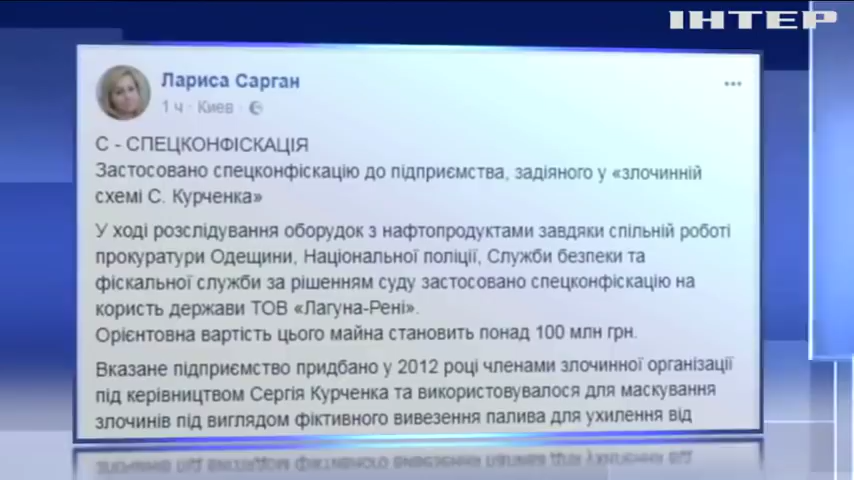 ІНТЕР
Лариса Сарган
1 ч · Киев ·
С - СПЕЦКОНФІСКАЦІЯ
Застосовано спецконфіскацію до підприємства, задіяного у «злочинній
схемі С. Курченка»
У ході розслідування оборудок з нафтопродуктами завдяки спільній роботі
прокуратури Одещини, Національної поліції, Служби безпеки та
фіскальної служби за рішенням суду застосовано спецконфіскацію на
користь держави ТОВ «Лагуна-Рені».
Орієнтовна вартість цього майна становить понад 100 млн грн.
Вказане підприємство придбано у 2012 році членами злочинної організації
під керівництвом Сергія Курченка та використовувалося для маскування
злочинів під виглядом фіктивного вивезення палива для ухилення від